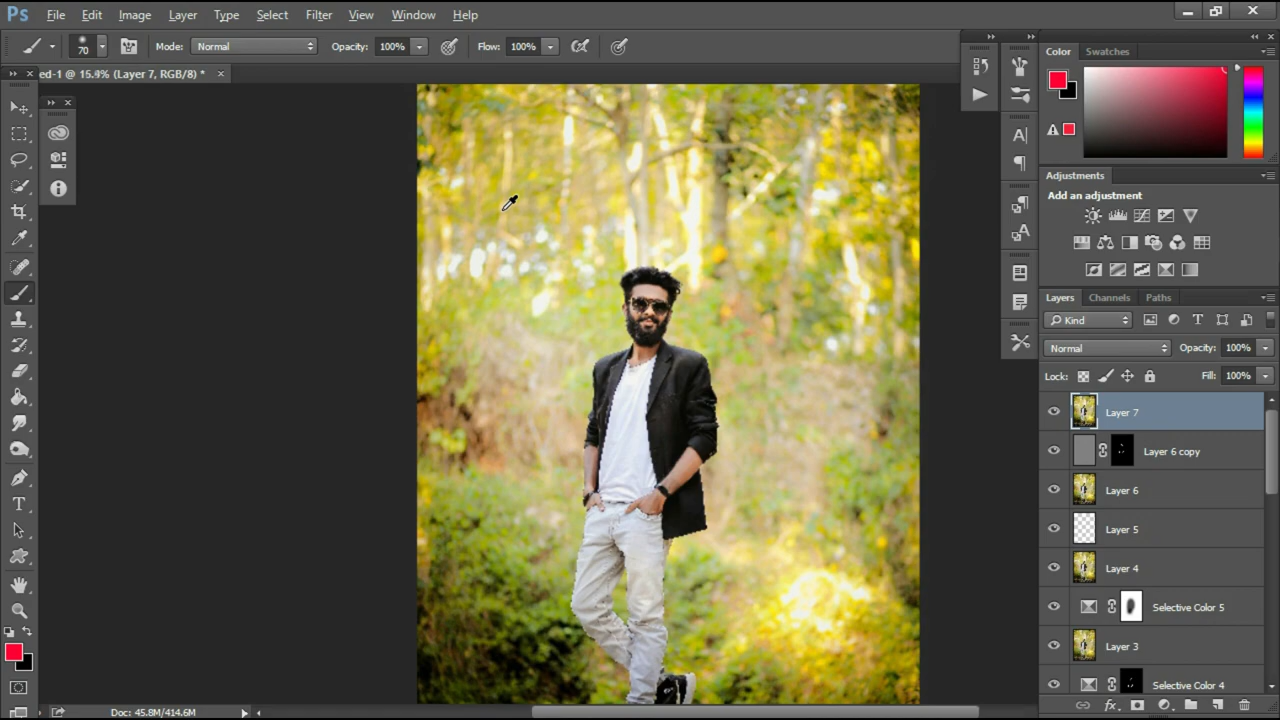 Ps File Edit Image Layer Type Select Filter View Window Help
70 Mode: Normal Opacity: 100% Flow: 100%
ed-1 @ 15.9% (Layer 7, RGB/8) *
Color Swatches
Adjustments
Add an adjustment
Layers Channels Paths
Kind
Normal Opacity: 100%
Lock: Fill: 100%
Layer 7
Layer 6 copy
Layer 6
Layer 5
Layer 4
Selective Color 5
Layer 3
Selective Color 4
Doc: 45.8M/414.6M